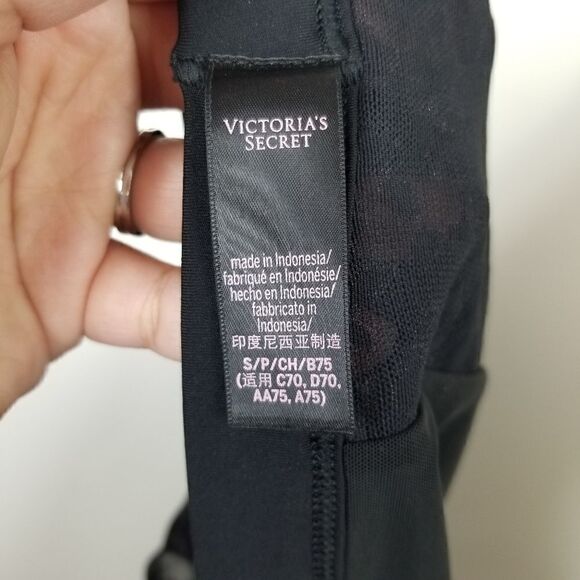 VICTORIA'S
SECRET
made in Indonesia/
fabriqué en Indonésie/
hecho en Indonesia/
fabbricato in
Indonesia/
印度尼西亚制造
S/P/CH/B75
(适用 C70, D70,
AA75, A75)